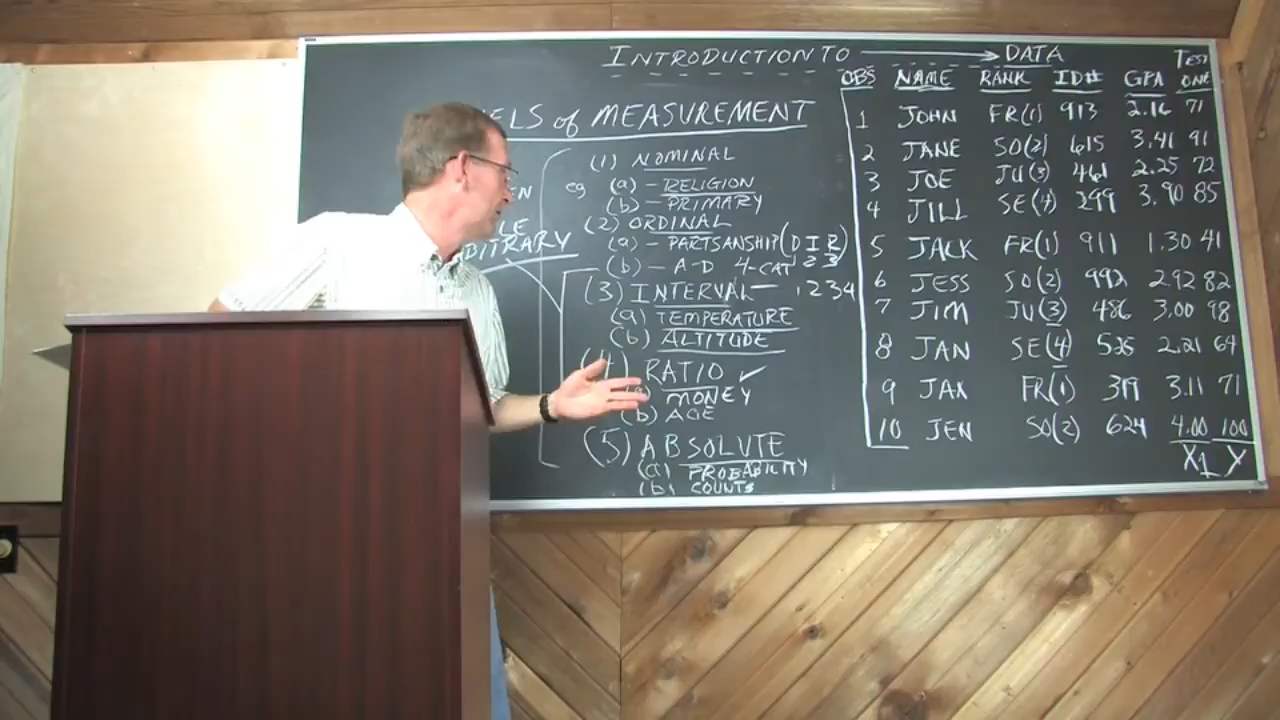 INTRODUCTION TO → DATA
ELS of MEASUREMENT
(1) NOMINAL
eg (a) - RELIGION
(b) - PRIMARY
(2) ORDINAL
(a) - PARTSANSHIP (D I R)
1 2 3
(b) - A-D 4-CAT
(3) INTERVAL - 1 2 3 4
(a) TEMPERATURE
(b) ALTITUDE
(4) RATIO ✓
(a) MONEY
(b) AGE
(5) ABSOLUTE
(a) PROBABILITY
(b) COUNTS
EN
LE
BITRARY
OBS NAME RANK ID# GPA TEST ONE
1 JOHN FR(1) 913 2.16 71
2 JANE SO(2) 615 3.41 91
3 JOE JU(3) 461 2.25 72
4 JILL SE(4) 299 3.90 85
5 JACK FR(1) 911 1.30 41
6 JESS SO(2) 992 2.92 82
7 JIM JU(3) 486 3.00 98
8 JAN SE(4) 2.21 64
9 FR(1) 3.11 71
10 JEN SO(2) 624 4.00 100
X1 Y